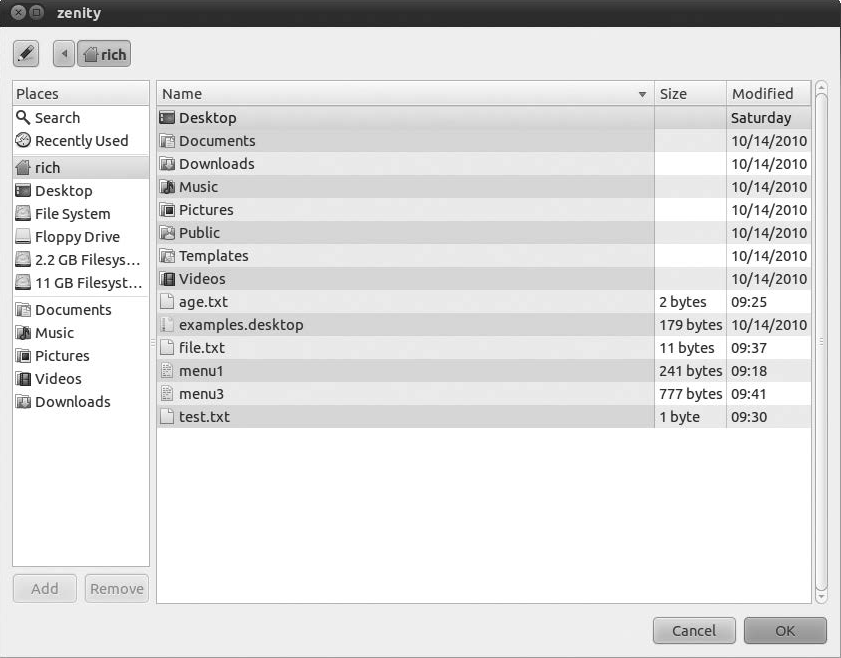 zenity
rich
Places
Search
Recently Used
rich
Desktop
File System
Floppy Drive
2.2 GB Filesys...
11 GB Filesyst...
Documents
Music
Pictures
Videos
Downloads
Add Remove
Name Size Modified
Desktop Saturday
Documents 10/14/2010
Downloads 10/14/2010
Music 10/14/2010
Pictures 10/14/2010
Public 10/14/2010
Templates 10/14/2010
Videos 10/14/2010
age.txt 2 bytes 09:25
examples.desktop 179 bytes 10/14/2010
file.txt 11 bytes 09:37
menu1 241 bytes 09:18
menu3 777 bytes 09:41
test.txt 1 byte 09:30
Cancel OK